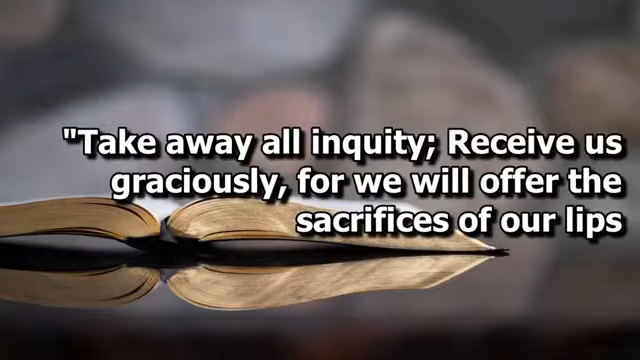 "Take away all inquity; Receive us
graciously, for we will offer the
sacrifices of our lips